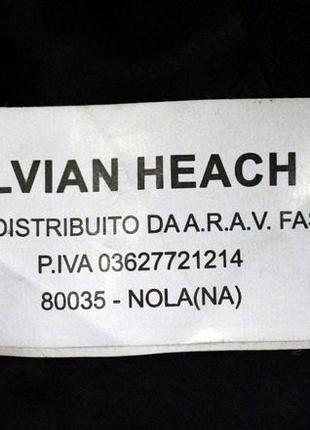 LVIAN HEACH
DISTRIBUITO DA A.R.A.V. FAS
P.IVA 03627721214
80035 - NOLA(NA)